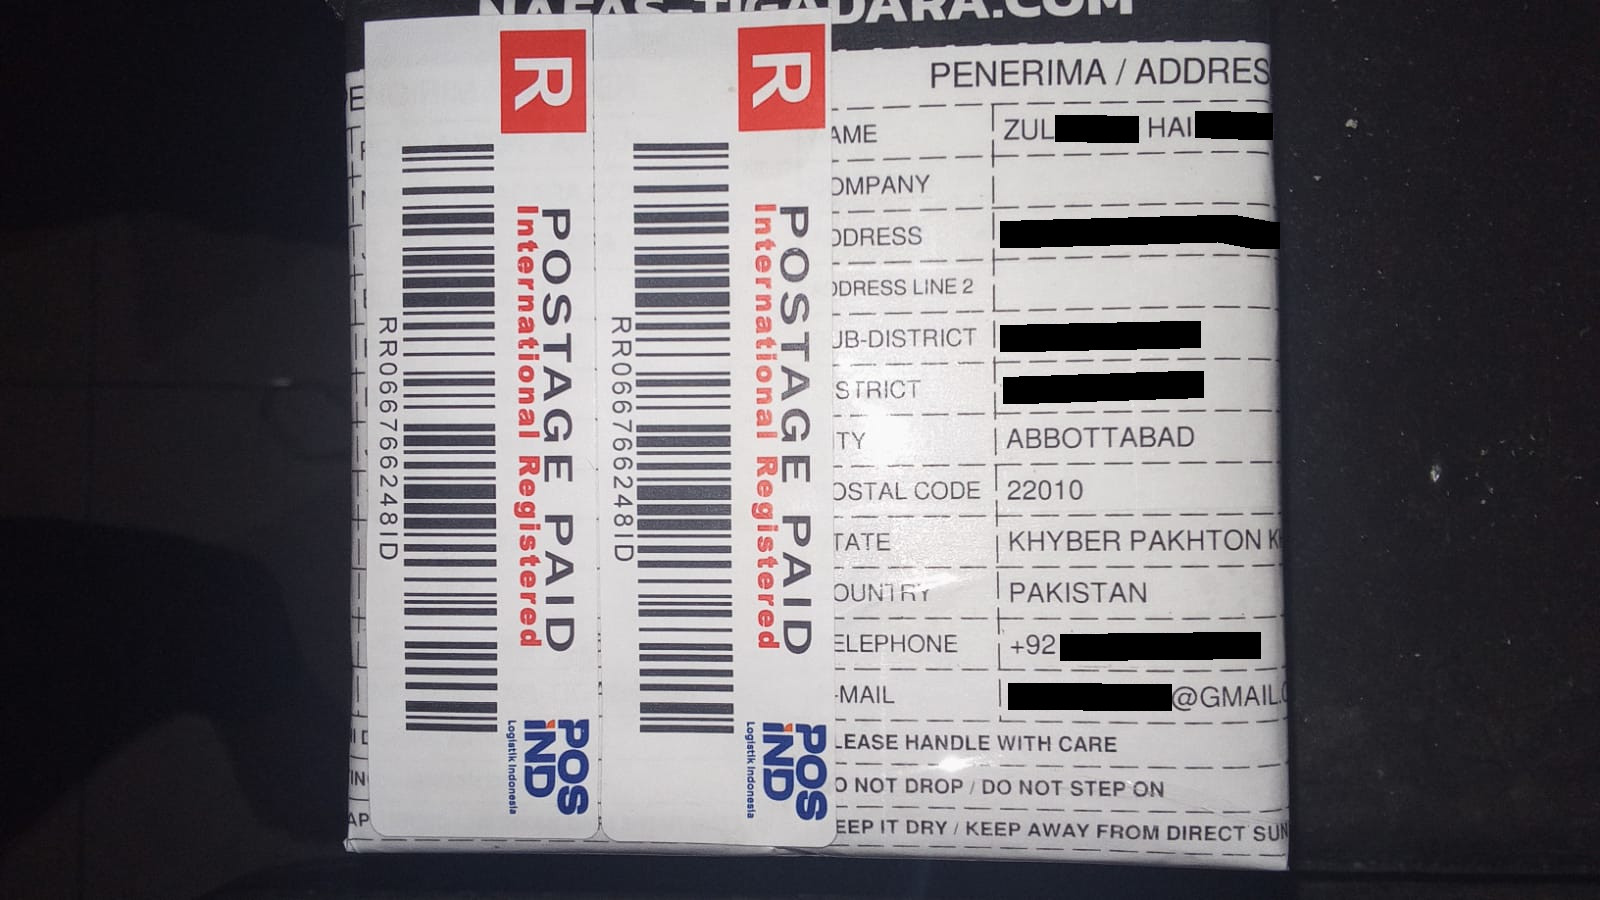 NAFAS-TIGADARA.COM
R
POSTAGE PAID
International Registered
RR066766248ID
POS IND
Logistik Indonesia
R
POSTAGE PAID
International Registered
RR066766248ID
POS IND
Logistik Indonesia
PENERIMA / ADDRES
AME ZUL HAI
OMPANY
DDRESS
DDRESS LINE 2
UB-DISTRICT
STRICT
TY ABBOTTABAD
OSTAL CODE 22010
TATE KHYBER PAKHTON K
OUNTRY PAKISTAN
ELEPHONE +92
-MAIL @GMAIL.
LEASE HANDLE WITH CARE
O NOT DROP / DO NOT STEP ON
EEP IT DRY / KEEP AWAY FROM DIRECT SUN